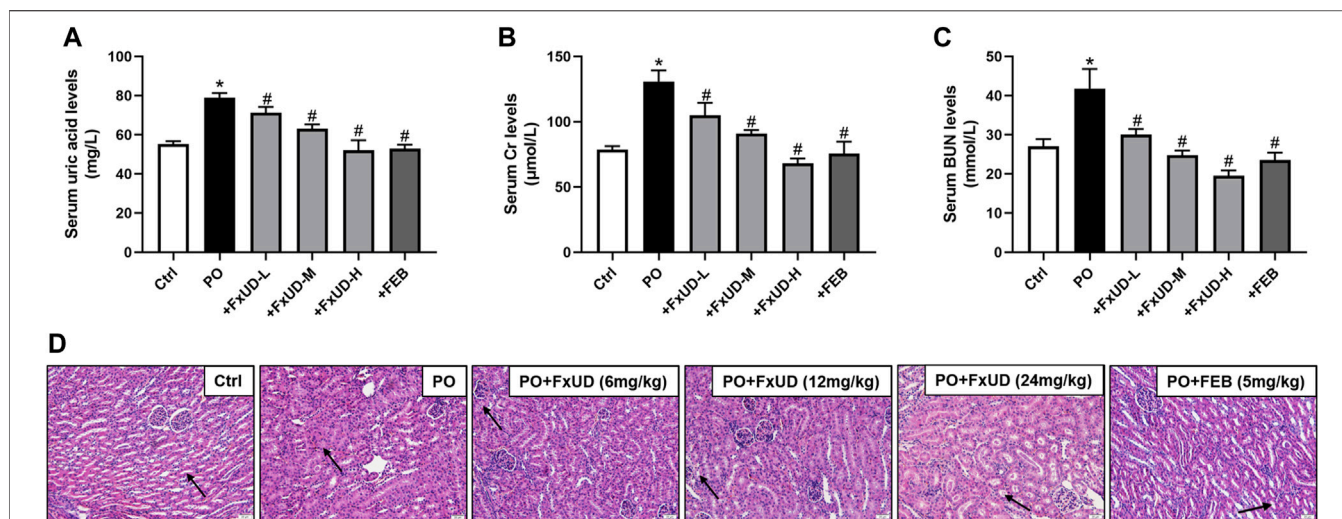 A
Serum uric acid levels
(mg/L)
100
80
60
40
20
0
*
#
#
#
#
Ctrl
PO
+FxUD-L
+FxUD-M
+FxUD-H
+FEB
B
Serum Cr levels
(μmol/L)
150
100
50
0
*
#
#
#
#
Ctrl
PO
+FxUD-L
+FxUD-M
+FxUD-H
+FEB
C
Serum BUN levels
(mmol/L)
50
40
30
20
10
0
*
#
#
#
#
Ctrl
PO
+FxUD-L
+FxUD-M
+FxUD-H
+FEB
D
Ctrl
PO
PO+FxUD (6mg/kg)
PO+FxUD (12mg/kg)
PO+FxUD (24mg/kg)
PO+FEB (5mg/kg)